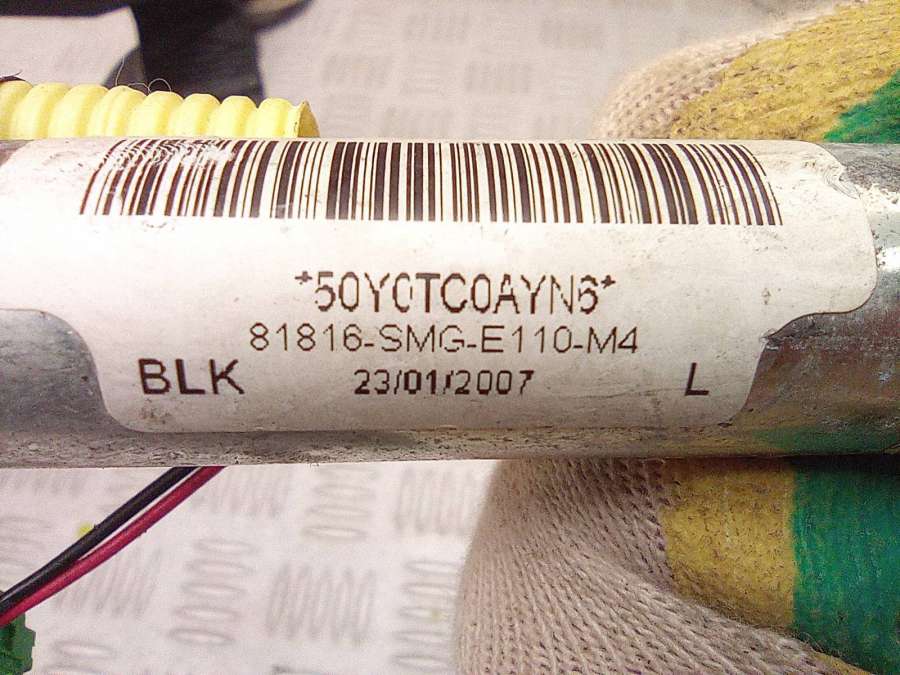 *50Y0TC0AYN6*
81816-SMG-E110-M4
BLK 23/01/2007 L